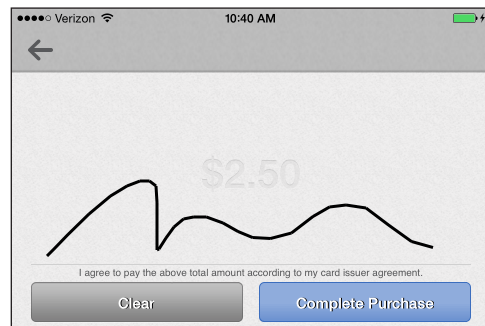 Verizon 10:40 AM
$2.50
I agree to pay the above total amount according to my card issuer agreement.
Clear Complete Purchase